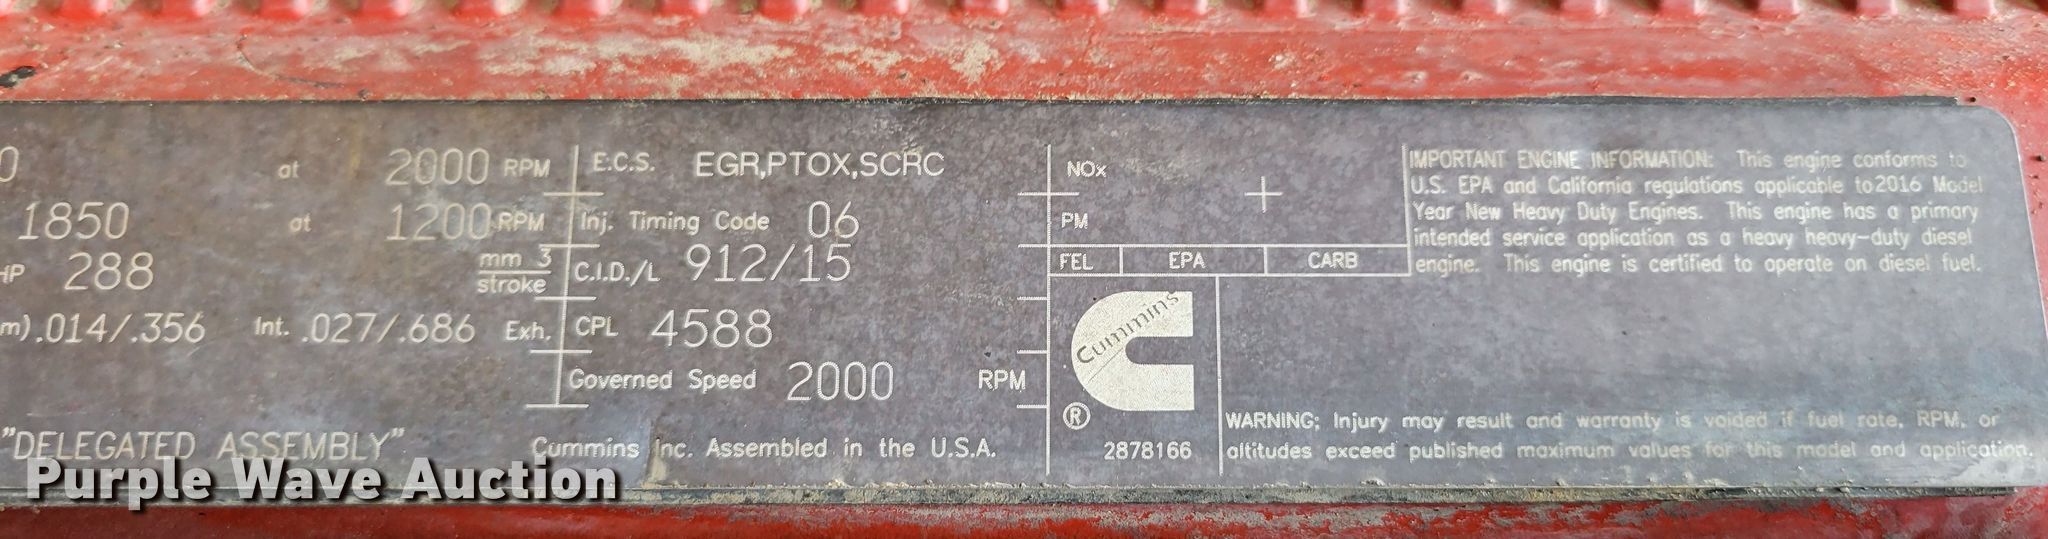 0 at 2000 RPM
1850 at 1200 RPM
HP 288 mm 3
stroke
m).014/.356 Int. .027/.686 Exh.
"DELEGATED ASSEMBLY"
E.C.S. EGR,PTOX,SCRC
Inj. Timing Code 06
C.I.D./L 912/15
CPL 4588
Governed Speed 2000 RPM
Cummins Inc. Assembled in the U.S.A.
NOx
PM
FEL EPA CARB
Cummins
®
2878166
IMPORTANT ENGINE INFORMATION: This engine conforms to
U.S. EPA and California regulations applicable to 2016 Model
Year New Heavy Duty Engines. This engine has a primary
intended service application as a heavy heavy-duty diesel
engine. This engine is certified to operate on diesel fuel.
WARNING; Injury may result and warranty is voided if fuel rate, RPM, or
altitudes exceed published maximum values for this model and application.
Purple Wave Auction